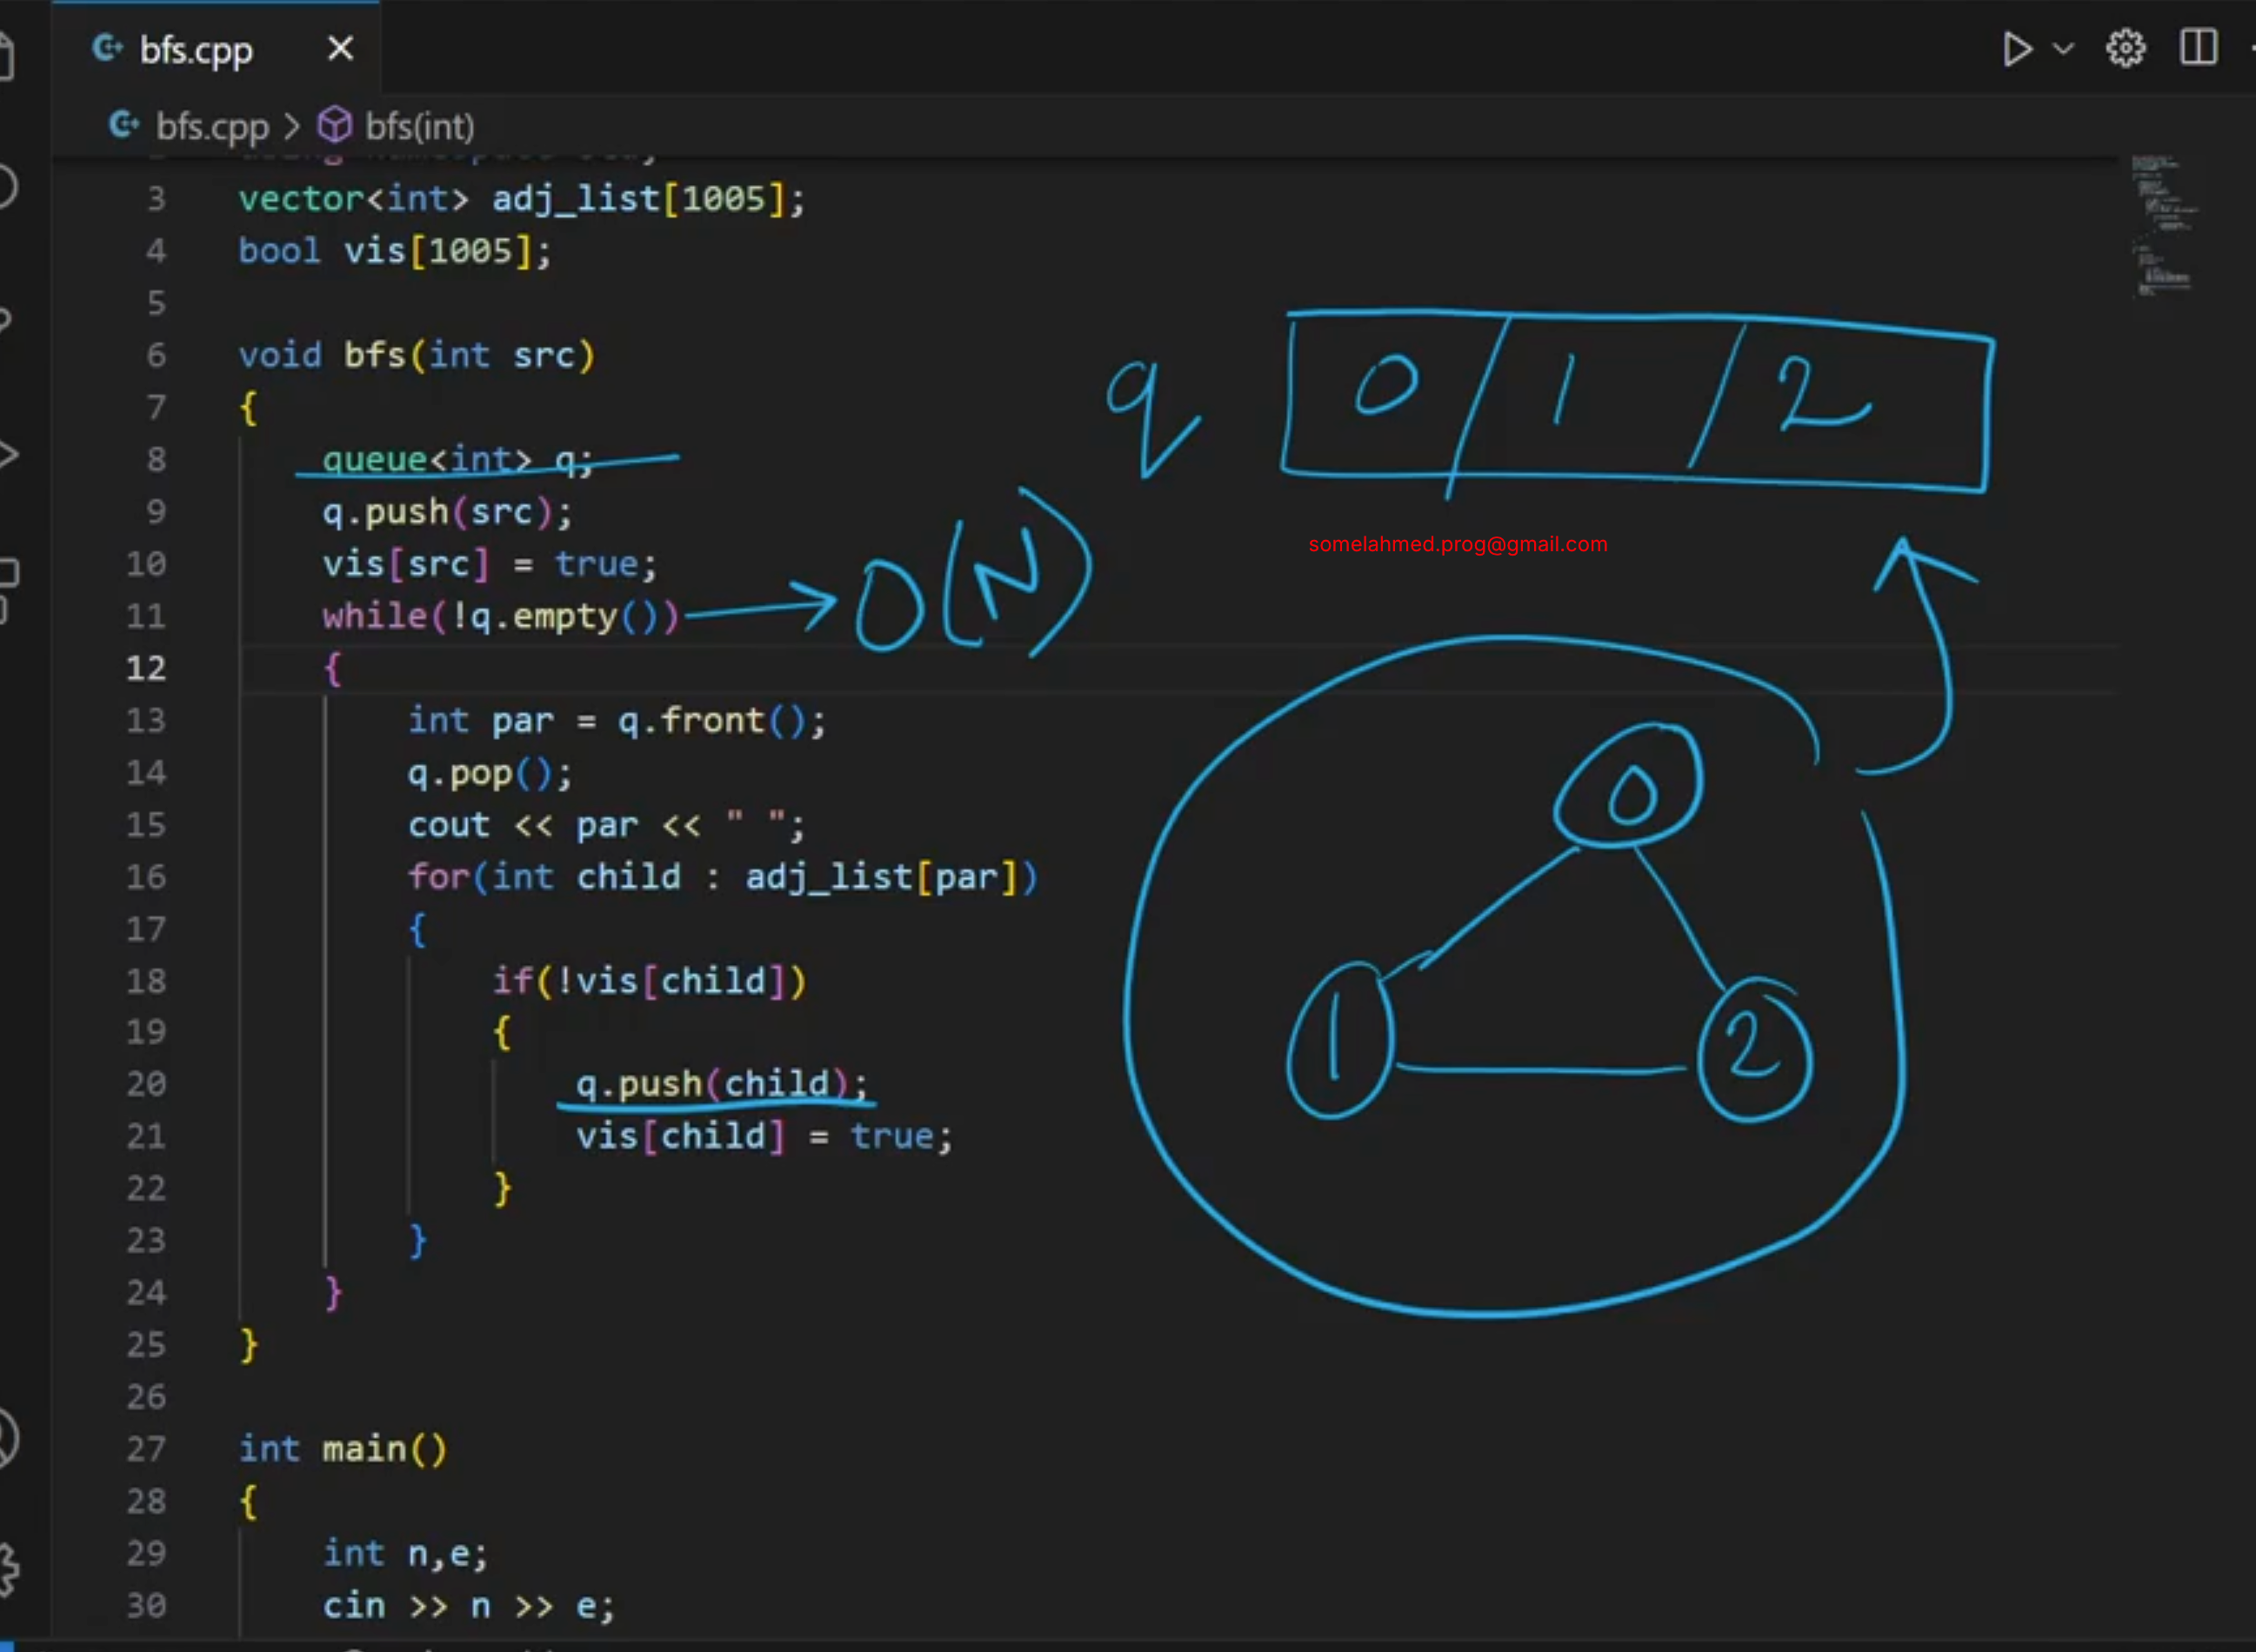 bfs.cpp
bfs.cpp > bfs(int)
3 vector<int> adj_list[1005];
4 bool vis[1005];
5
6 void bfs(int src)
7 {
8 queue<int> q;
9 q.push(src);
10 vis[src] = true;
11 while(!q.empty())
12 {
13 int par = q.front();
14 q.pop();
15 cout << par << " ";
16 for(int child : adj_list[par])
17 {
18 if(!vis[child])
19 {
20 q.push(child);
21 vis[child] = true;
22 }
23 }
24 }
25 }
26
27 int main()
28 {
29 int n,e;
30 cin >> n >> e;
q 0 1 2
somelahmed.prog@gmail.com
O(N)
0
1 2